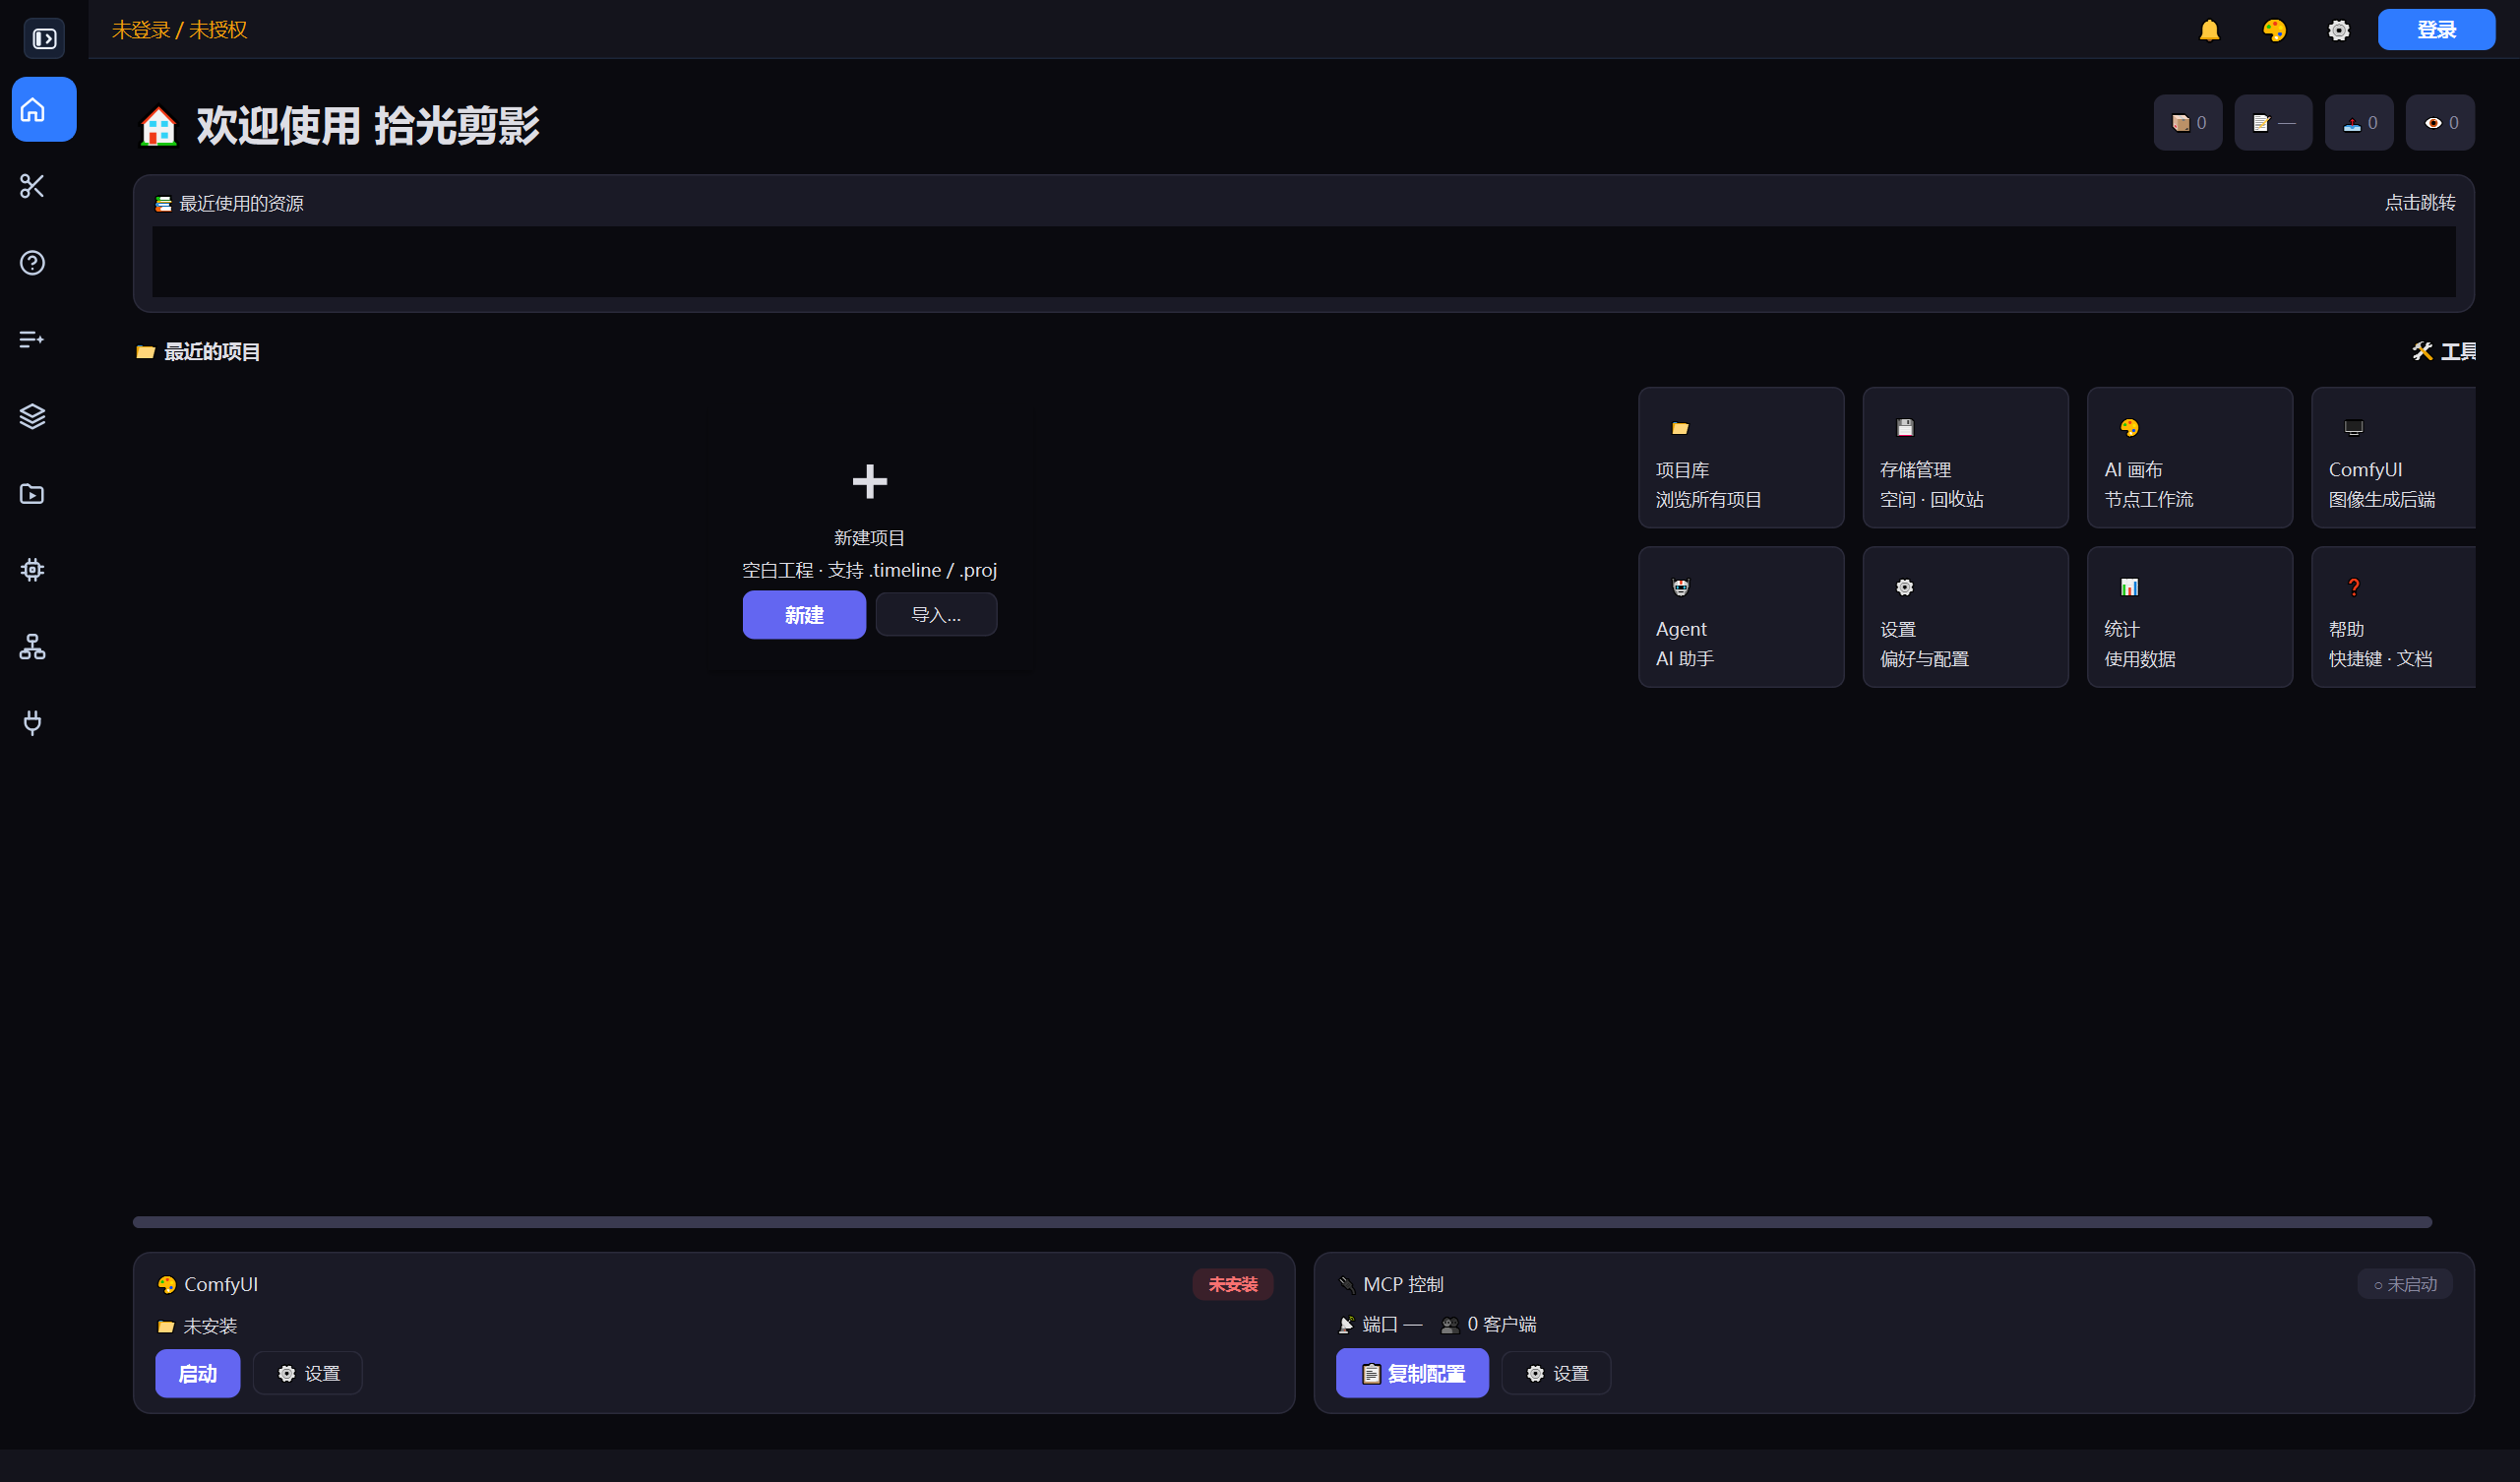 未登录 / 未授权
登录
欢迎使用 拾光剪影
0
—
0
0
最近使用的资源
点击跳转
最近的项目
工具
新建项目
空白工程 · 支持 .timeline / .proj
新建
导入...
项目库
浏览所有项目
存储管理
空间 · 回收站
AI 画布
节点工作流
ComfyUI
图像生成后端
Agent
AI 助手
设置
偏好与配置
统计
使用数据
帮助
快捷键 · 文档
ComfyUI
未安装
未安装
启动
设置
MCP 控制
○ 未启动
端口 —
0 客户端
复制配置
设置